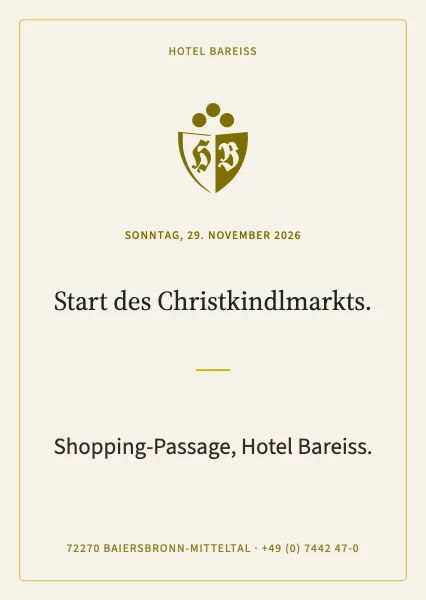 HOTEL BAREISS
H B
SONNTAG, 29. NOVEMBER 2026
Start des Christkindlmarkts.
Shopping-Passage, Hotel Bareiss.
72270 BAIERSBRONN-MITTELTAL · +49 (0) 7442 47-0